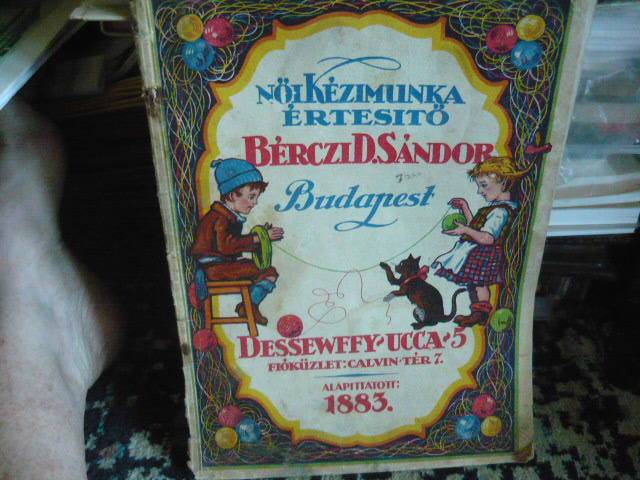 NŐI KÉZIMUNKA
ÉRTESITŐ
BÉRCZI D. SÁNDOR
Budapest
DESSEWFFY·UCCA·5
FIÓKÜZLET: CALVIN·TÉR 7.
ALAPITTATOTT:
1883.